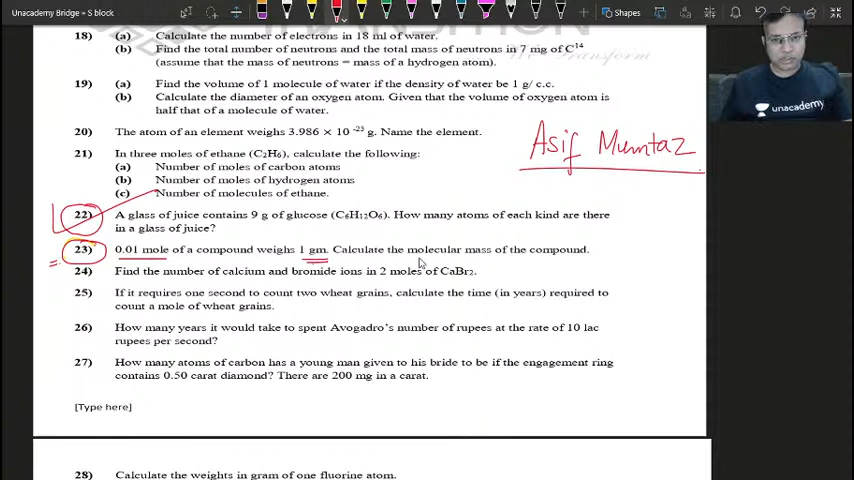 Unacademy Bridge = S block
Shapes
18) (a) Calculate the number of electrons in 18 ml of water.
(b) Find the total number of neutrons and the total mass of neutrons in 7 mg of C14
(assume that the mass of neutrons = mass of a hydrogen atom).
Transform
unacademy
19) (a) Find the volume of 1 molecule of water if the density of water be 1 g/ c.c.
(b) Calculate the diameter of an oxygen atom. Given that the volume of oxygen atom is
half that of a molecule of water.
20) The atom of an element weighs 3.986 × 10 -23 g. Name the element.
Asif Mumtaz
21) In three moles of ethane (C2H6), calculate the following:
(a) Number of moles of carbon atoms
(b) Number of moles of hydrogen atoms
(c) Number of molecules of ethane.
22) A glass of juice contains 9 g of glucose (C6H12O6). How many atoms of each kind are there
in a glass of juice?
23) 0.01 mole of a compound weighs 1 gm. Calculate the molecular mass of the compound.
24) Find the number of calcium and bromide ions in 2 moles of CaBr2.
25) If it requires one second to count two wheat grains, calculate the time (in years) required to
count a mole of wheat grains.
26) How many years it would take to spent Avogadro's number of rupees at the rate of 10 lac
rupees per second?
27) How many atoms of carbon has a young man given to his bride to be if the engagement ring
contains 0.50 carat diamond? There are 200 mg in a carat.
[Type here]
28) Calculate the weights in gram of one fluorine atom.